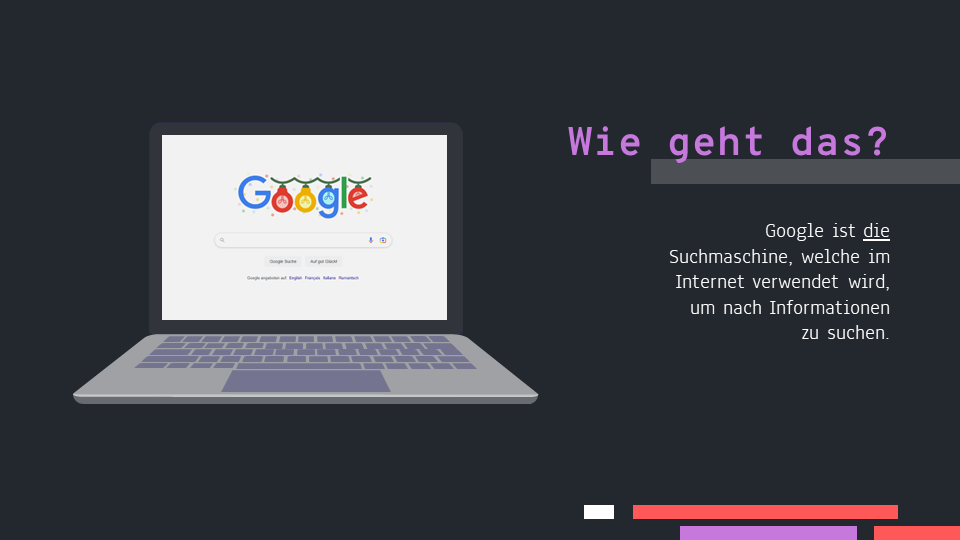 Wie geht das?
Google ist die
Suchmaschine, welche im
Internet verwendet wird,
um nach Informationen
zu suchen.
Google
Google Suche Auf gut Glück!
Google angeboten auf: English Français Italiano Rumantsch